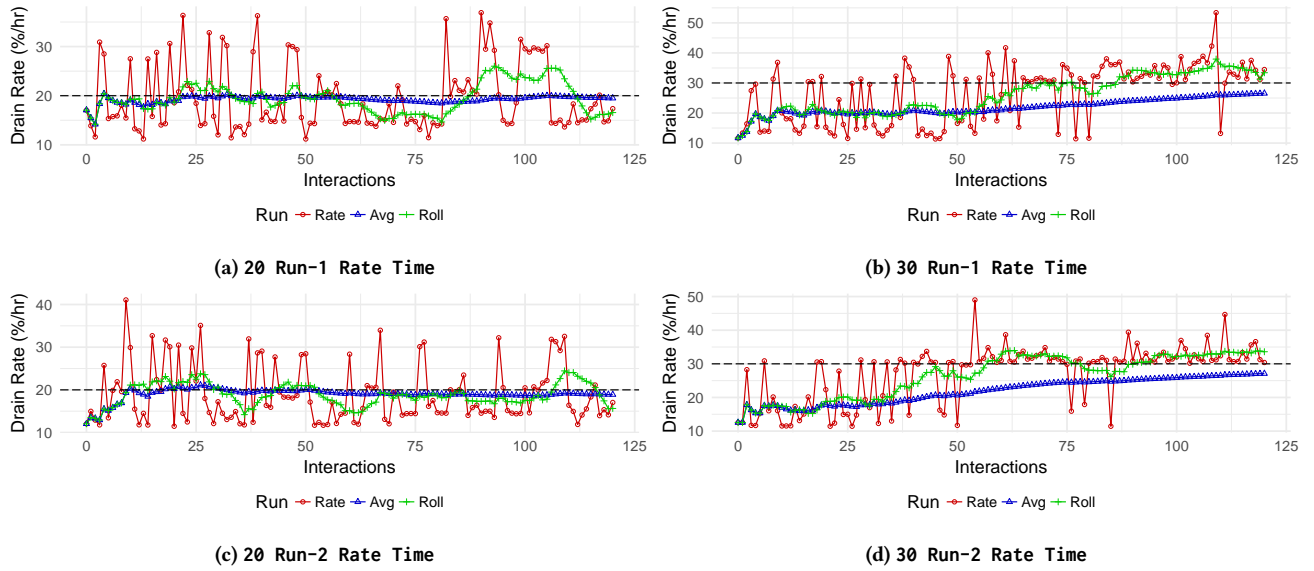 Drain Rate (%/hr)
30
20
10
0 25 50 75 100 125
Interactions
Run Rate Avg Roll
(a) 20 Run-1 Rate Time
Drain Rate (%/hr)
50
40
30
20
10
0 25 50 75 100 125
Interactions
Run Rate Avg Roll
(b) 30 Run-1 Rate Time
Drain Rate (%/hr)
40
30
20
10
0 25 50 75 100 125
Interactions
Run Rate Avg Roll
(c) 20 Run-2 Rate Time
Drain Rate (%/hr)
50
40
30
20
10
0 25 50 75 100 125
Interactions
Run Rate Avg Roll
(d) 30 Run-2 Rate Time